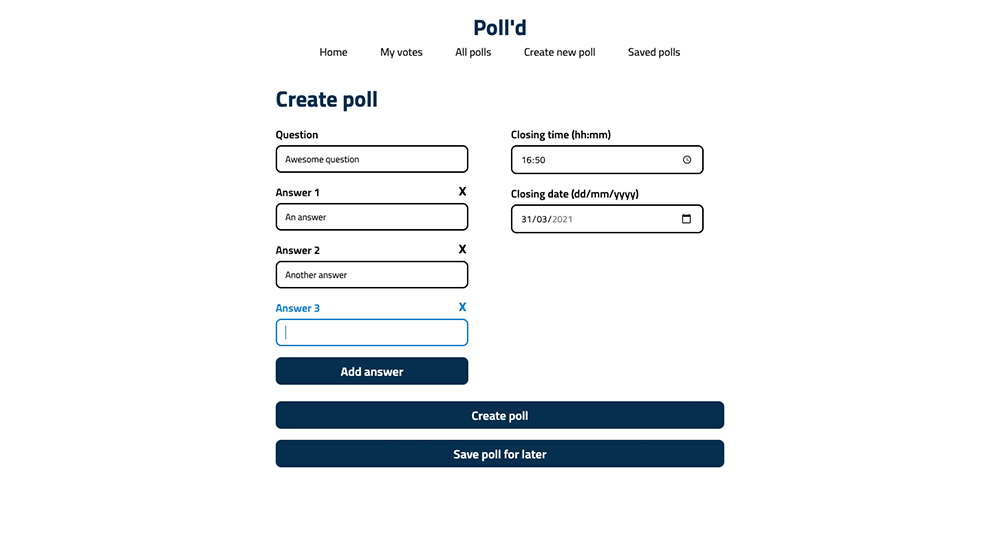 Poll'd
Home My votes All polls Create new poll Saved polls
Create poll
Question
Awesome question
Answer 1 X
An answer
Answer 2 X
Another answer
Answer 3 X
Add answer
Closing time (hh:mm)
16:50
Closing date (dd/mm/yyyy)
31/03/2021
Create poll
Save poll for later